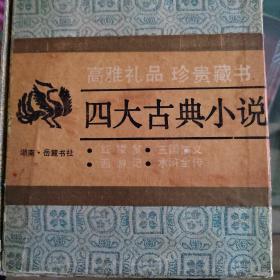 高雅礼品 珍贵藏书
四大古典小说
湖南·岳麓书社
·红楼梦 ·三国演义
·西游记 ·水浒全传